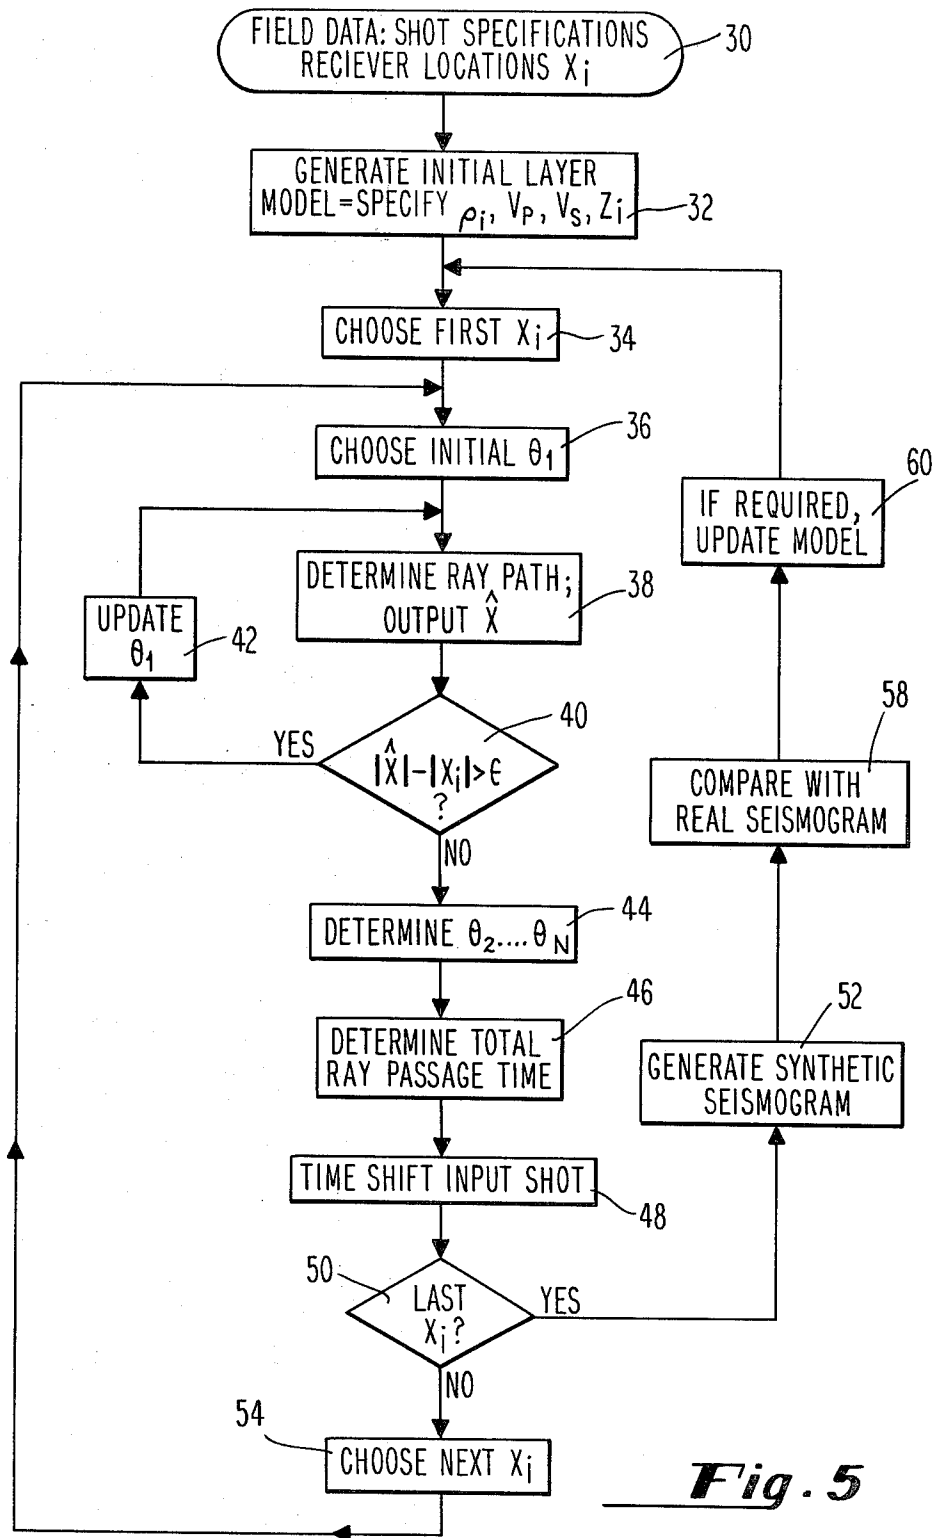 FIELD DATA: SHOT SPECIFICATIONS
RECIEVER LOCATIONS Xi
30
GENERATE INITIAL LAYER
MODEL=SPECIFY ρi, VP, VS, Zi
32
CHOOSE FIRST Xi
34
CHOOSE INITIAL θ1
36
DETERMINE RAY PATH;
OUTPUT X̂
38
UPDATE
θ1
42
|X̂|-|Xi|>ϵ
?
40
YES
NO
DETERMINE θ2....θN
44
DETERMINE TOTAL
RAY PASSAGE TIME
46
TIME SHIFT INPUT SHOT
48
LAST
Xi?
50
YES
NO
CHOOSE NEXT Xi
54
GENERATE SYNTHETIC
SEISMOGRAM
52
COMPARE WITH
REAL SEISMOGRAM
58
IF REQUIRED,
UPDATE MODEL
60
Fig. 5